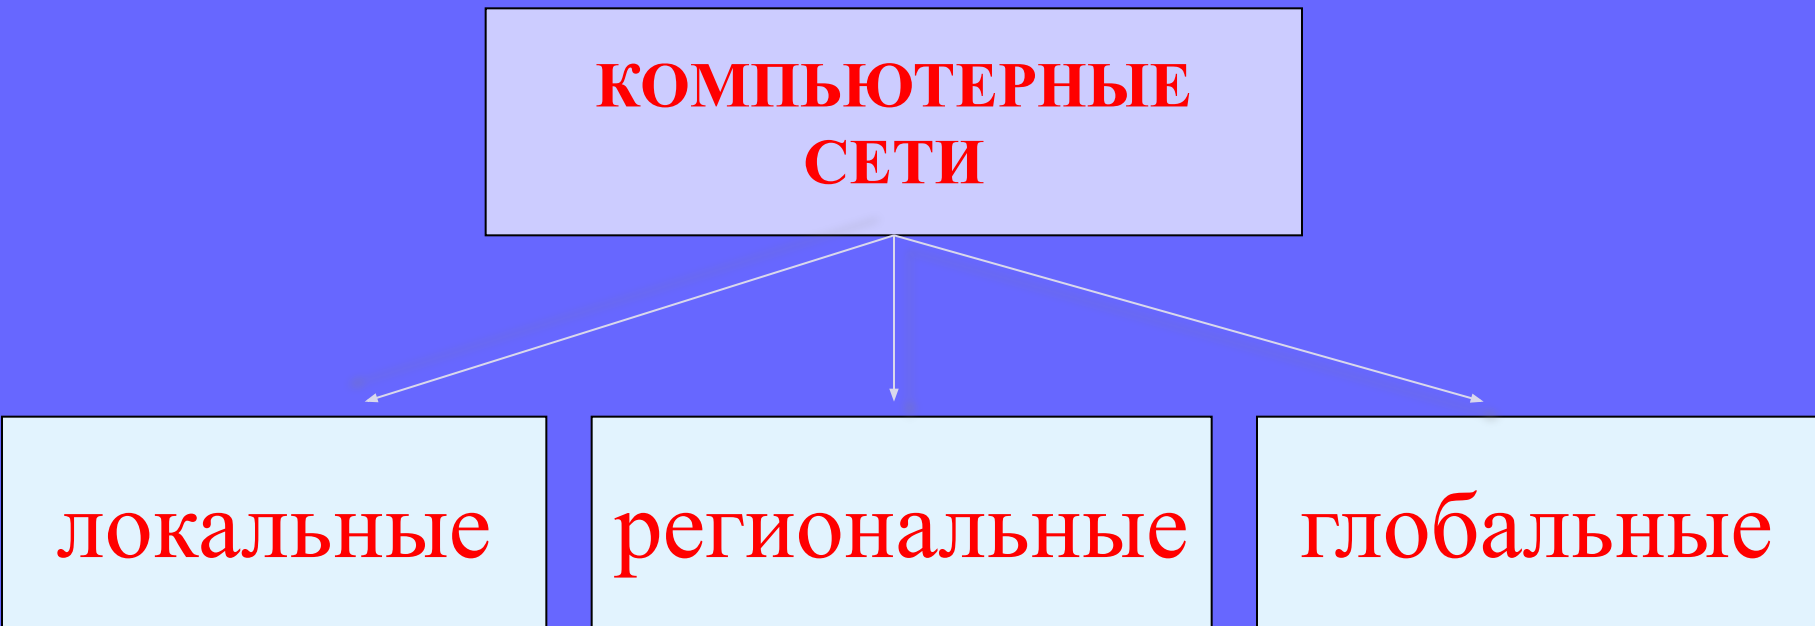 КОМПЬЮТЕРНЫЕ
СЕТИ
локальные
региональные
глобальные